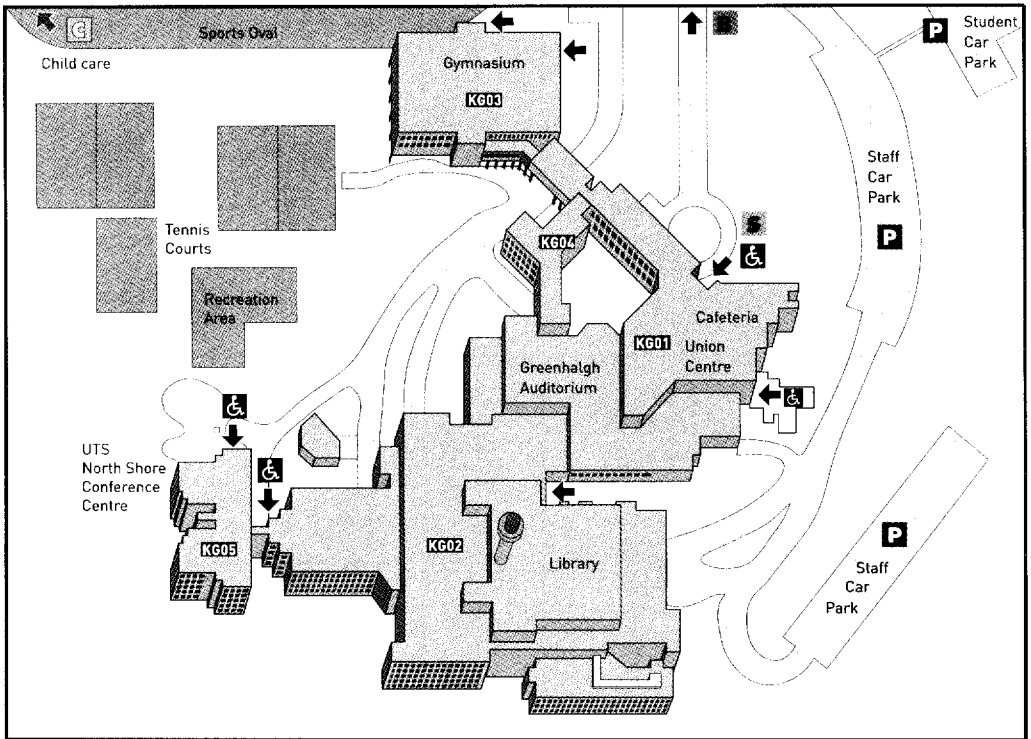 C
Sports Oval
B
P
Student
Car
Park
Child care
Gymnasium
KG03
Staff
Car
Park
P
Tennis
Courts
S
KG04
Recreation
Area
Cafeteria
KG01
Union
Centre
Greenhalgh
Auditorium
UTS
North Shore
Conference
Centre
KG05
KG02
Library
P
Staff
Car
Park